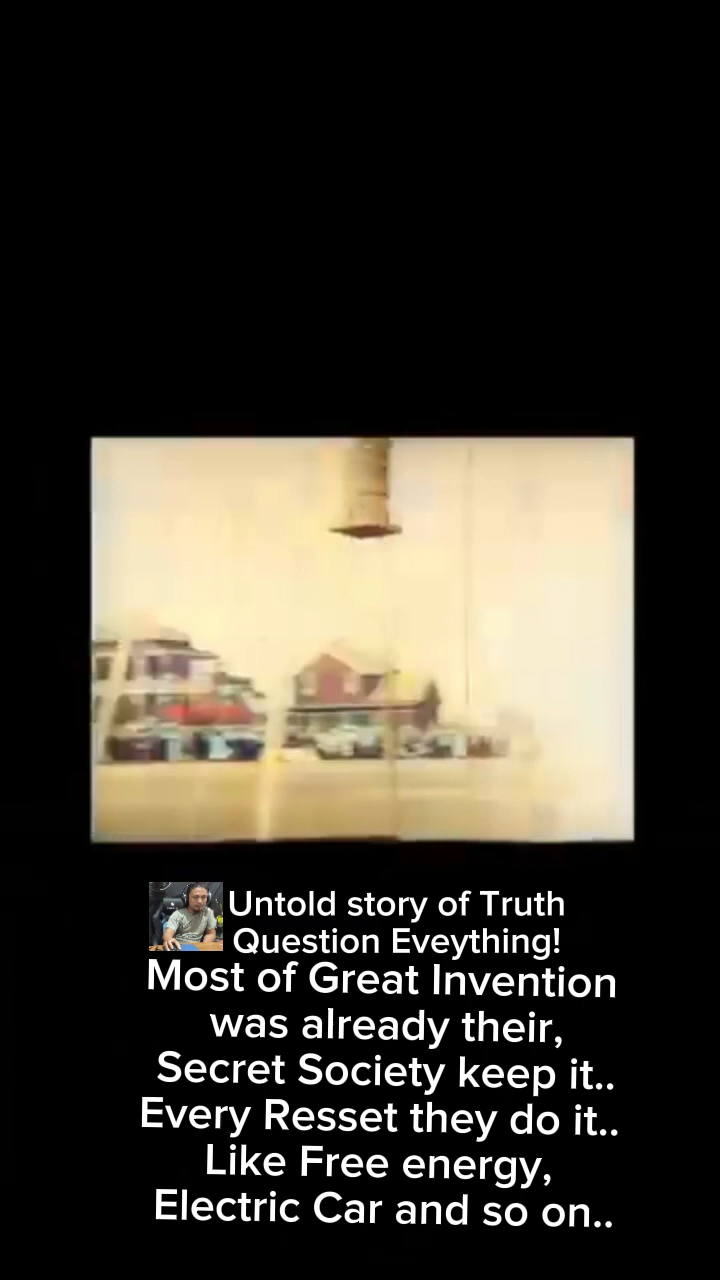 Untold story of Truth
Question Eveything!
Most of Great Invention
was already their,
Secret Society keep it..
Every Resset they do it..
Like Free energy,
Electric Car and so on..